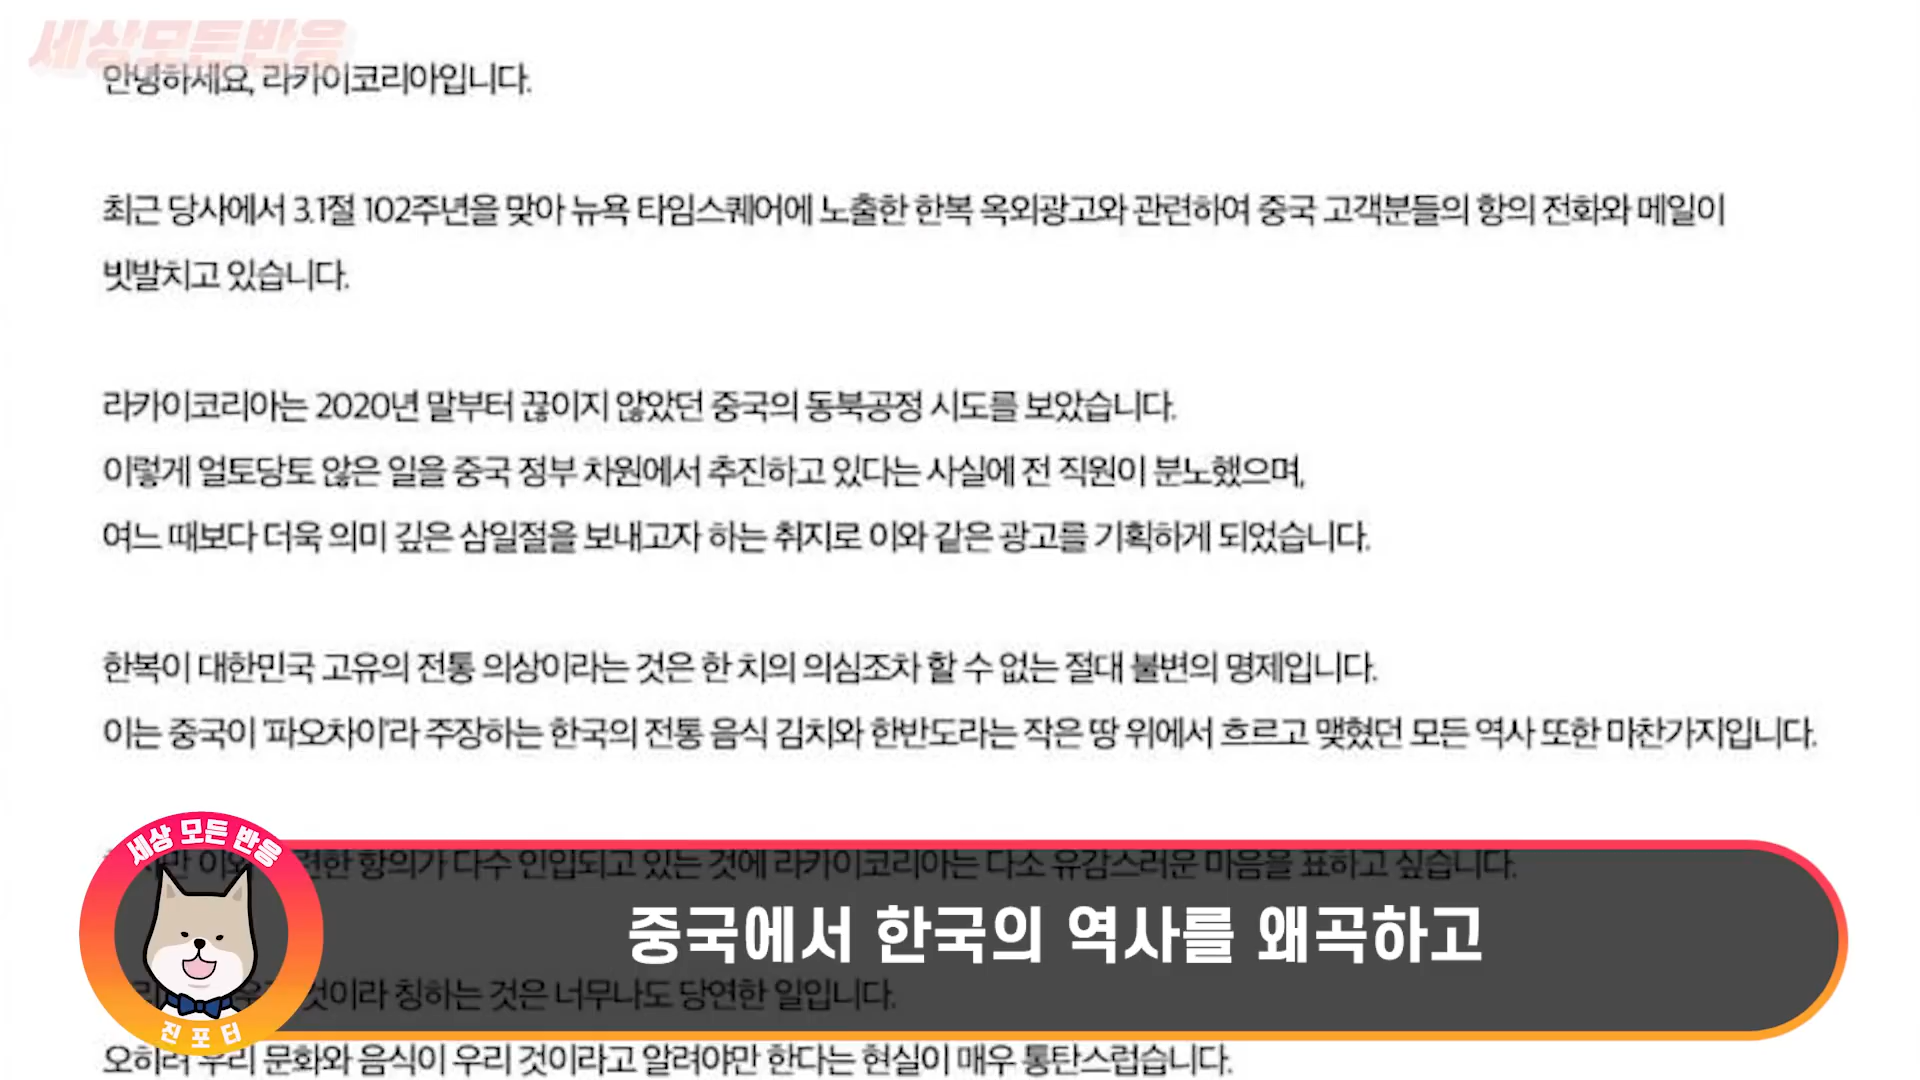 세상모든반응
안녕하세요, 라카이코리아입니다.
최근 당사에서 3.1절 102주년을 맞아 뉴욕 타임스퀘어에 노출한 한복 옥외광고와 관련하여 중국 고객분들의 항의 전화와 메일이
빗발치고 있습니다.
라카이코리아는 2020년 말부터 끊이지 않았던 중국의 동북공정 시도를 보았습니다.
이렇게 얼토당토 않은 일을 중국 정부 차원에서 추진하고 있다는 사실에 전 직원이 분노했으며,
여느 때보다 더욱 의미 깊은 삼일절을 보내고자 하는 취지로 이와 같은 광고를 기획하게 되었습니다.
한복이 대한민국 고유의 전통 의상이라는 것은 한 치의 의심조차 할 수 없는 절대 불변의 명제입니다.
이는 중국이 '파오차이'라 주장하는 한국의 전통 음식 김치와 한반도라는 작은 땅 위에서 흐르고 맺혔던 모든 역사 또한 마찬가지입니다.
항의가 다수 인입되고 있는 것에 라카이코리아는 다소 유감스러운 마음을 표하고 싶습니다.
세상 모든 반응
중국에서 한국의 역사를 왜곡하고
것이라 칭하는 것은 너무나도 당연한 일입니다.
진포터
오히려 우리 문화와 음식이 우리 것이라고 알려야만 한다는 현실이 매우 통탄스럽습니다.